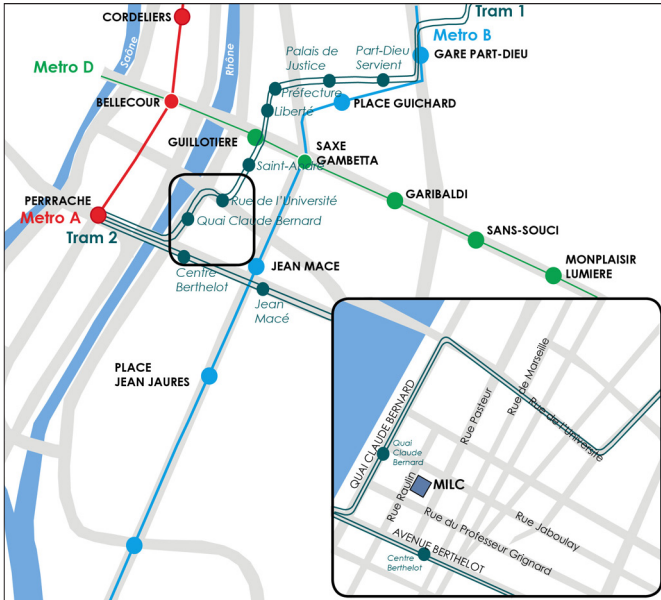 CORDELIERS
Tram 1
Metro B
Saône
Rhône
Palais de
Justice
Part-Dieu
Servient
GARE PART-DIEU
Metro D
Préfecture
BELLECOUR
Liberté
PLACE GUICHARD
GUILLOTIERE
SAXE
GAMBETTA
Saint-André
PERRRACHE
Metro A
Tram 2
Rue de l'Université
Quai Claude Bernard
GARIBALDI
SANS-SOUCI
MONPLAISIR
LUMIERE
Centre
Berthelot
JEAN MACE
Jean
Macé
PLACE
JEAN JAURES
QUAI CLAUDE BERNARD
Quai
Claude
Bernard
Rue Pasteur
Rue de Marseille
Rue de l'Université
MILC
Rue Raulin
Rue Jaboulay
Rue du Professeur Grignard
AVENUE BERTHELOT
Centre
Berthelot